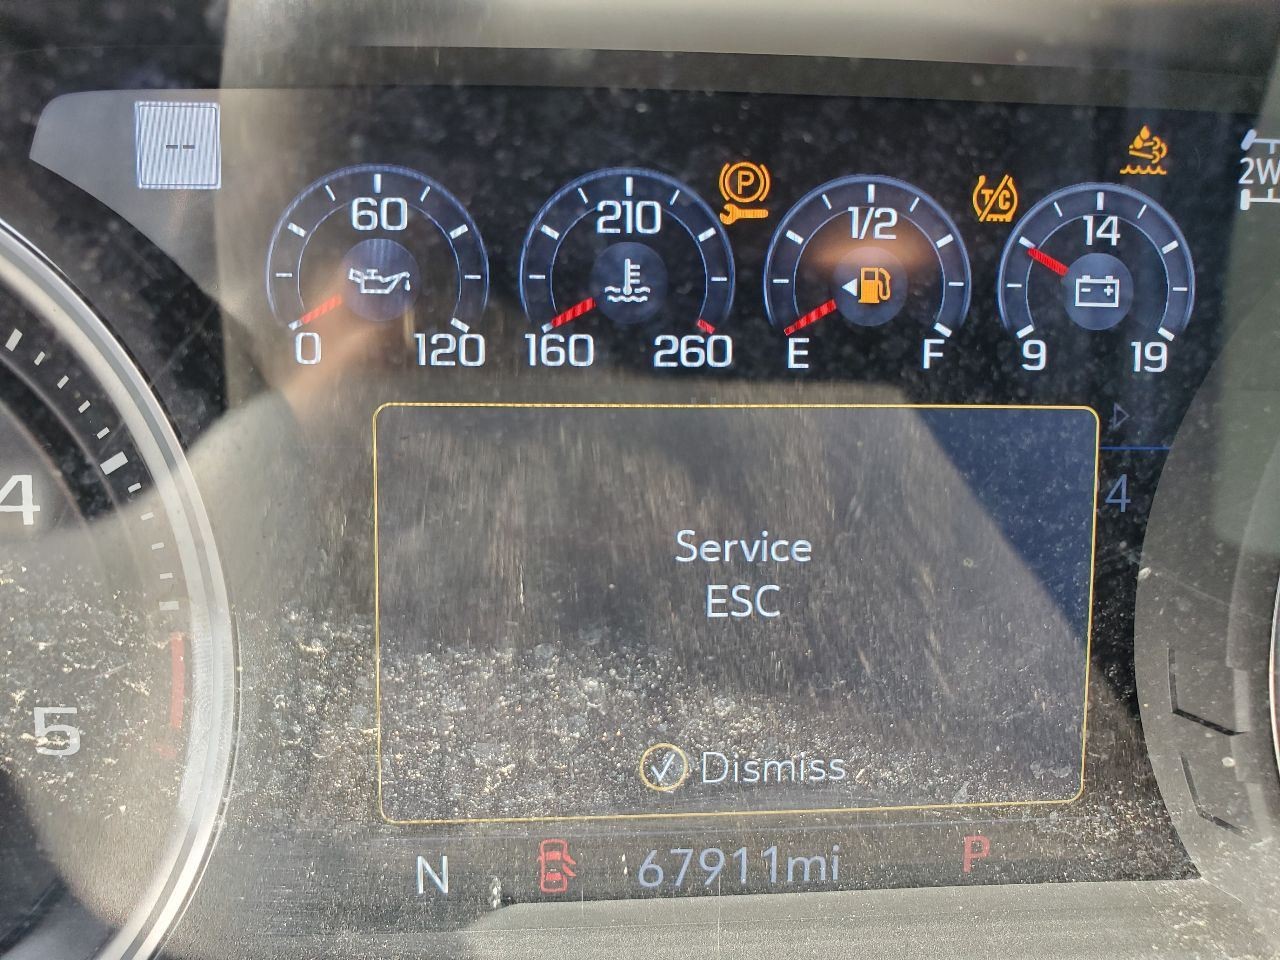 --
60
0 120
210
160 260
P
1/2
E F
T/C
14
9 19
2W
4
5
4
Service
ESC
Dismiss
N 67911mi P